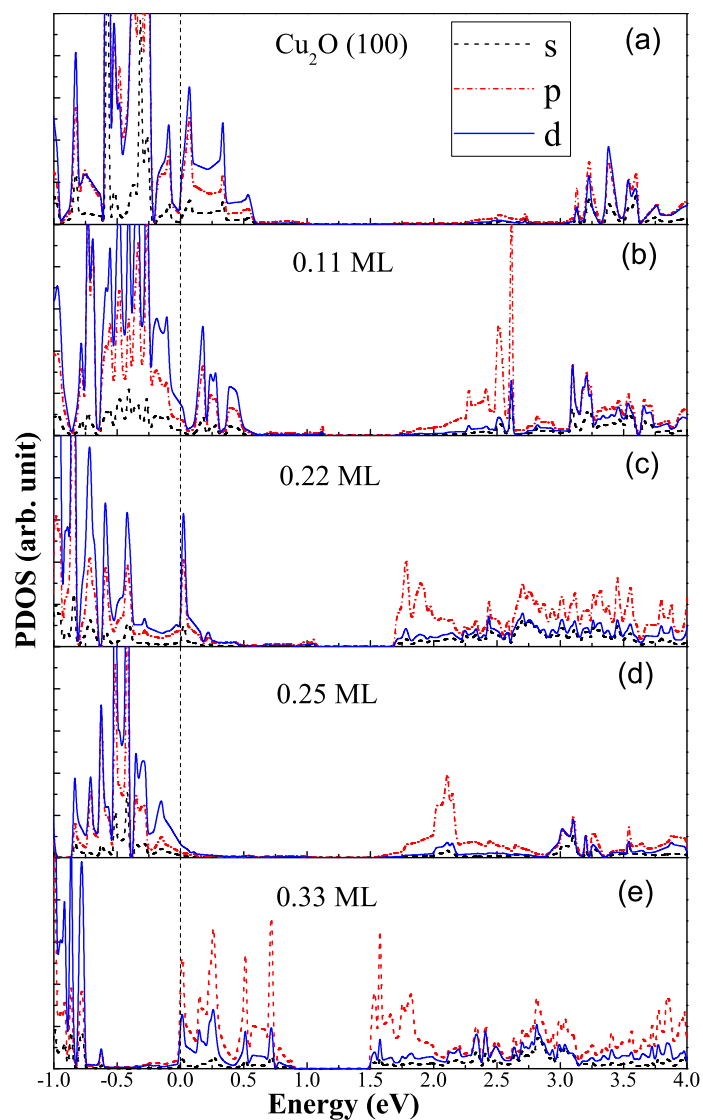 Cu2O (100)
(a)
s
p
d
0.11 ML
(b)
0.22 ML
(c)
0.25 ML
(d)
0.33 ML
(e)
PDOS (arb. unit)
-1.0 -0.5 0.0 0.5 1.0 1.5 2.0 2.5 3.0 3.5 4.0
Energy (eV)